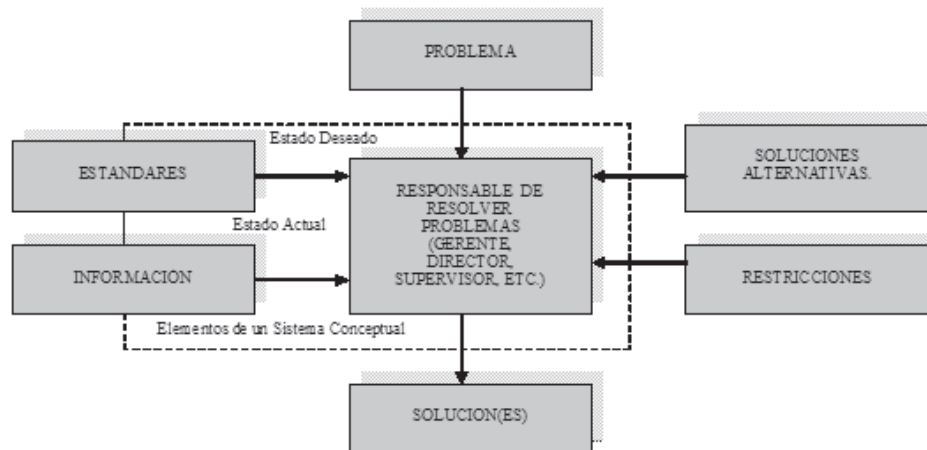 PROBLEMA
Estado Deseado
ESTANDARES
SOLUCIONES
ALTERNATIVAS.
RESPONSABLE DE
RESOLVER
PROBLEMAS
(GERENTE,
DIRECTOR,
SUPERVISOR, ETC.)
Estado Actual
INFORMACIÓN
RESTRICCIONES
Elementos de un Sistema Conceptual
SOLUCION(ES)